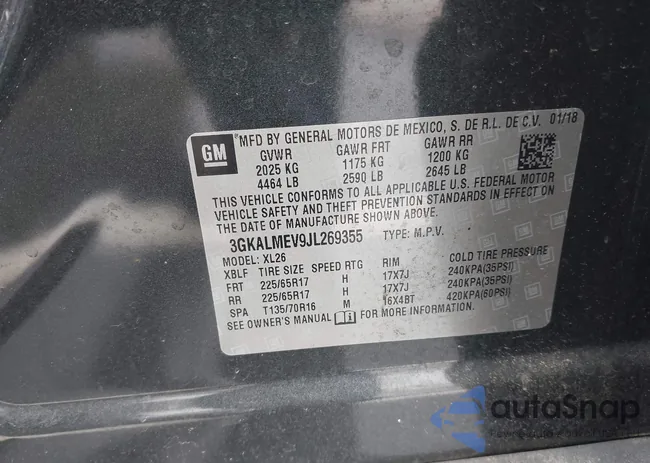 GM
MFD BY GENERAL MOTORS DE MEXICO, S. DE R.L. DE C.V. 01/18
GVWR GAWR FRT GAWR RR
2025 KG 1175 KG 1200 KG
4464 LB 2590 LB 2645 LB
THIS VEHICLE CONFORMS TO ALL APPLICABLE U.S. FEDERAL MOTOR
VEHICLE SAFETY AND THEFT PREVENTION STANDARDS IN EFFECT ON
THE DATE OF MANUFACTURE SHOWN ABOVE.
3GKALMEV9JL269355 TYPE: M.P.V.
MODEL: XL26
XBLF TIRE SIZE SPEED RTG RIM COLD TIRE PRESSURE
FRT 225/65R17 H 17X7J 240KPA(35PSI)
RR 225/65R17 H 17X7J 240KPA(35PSI)
SPA T135/70R16 M 16X4BT 420KPA(60PSI)
SEE OWNER'S MANUAL FOR MORE INFORMATION.
autaSnap